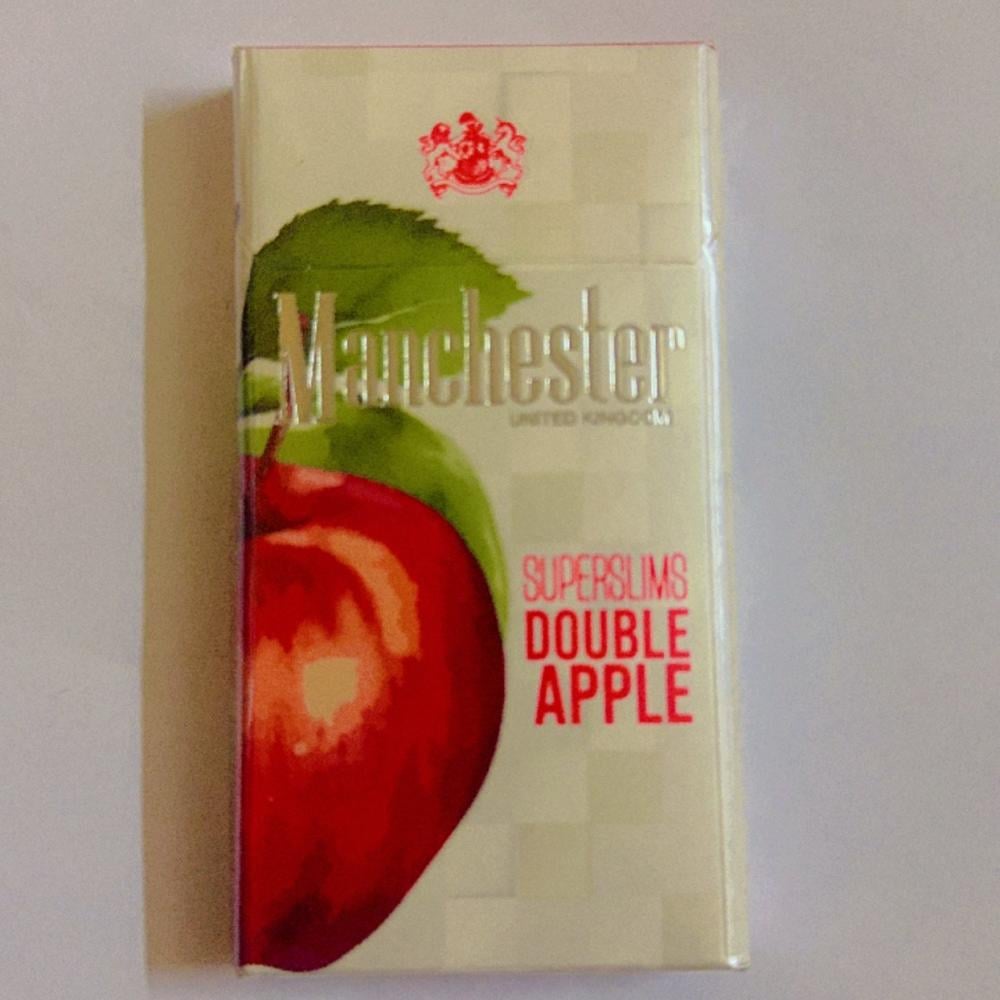 Manchester
UNITED KINGDOM
SUPERSLIMS
DOUBLE
APPLE